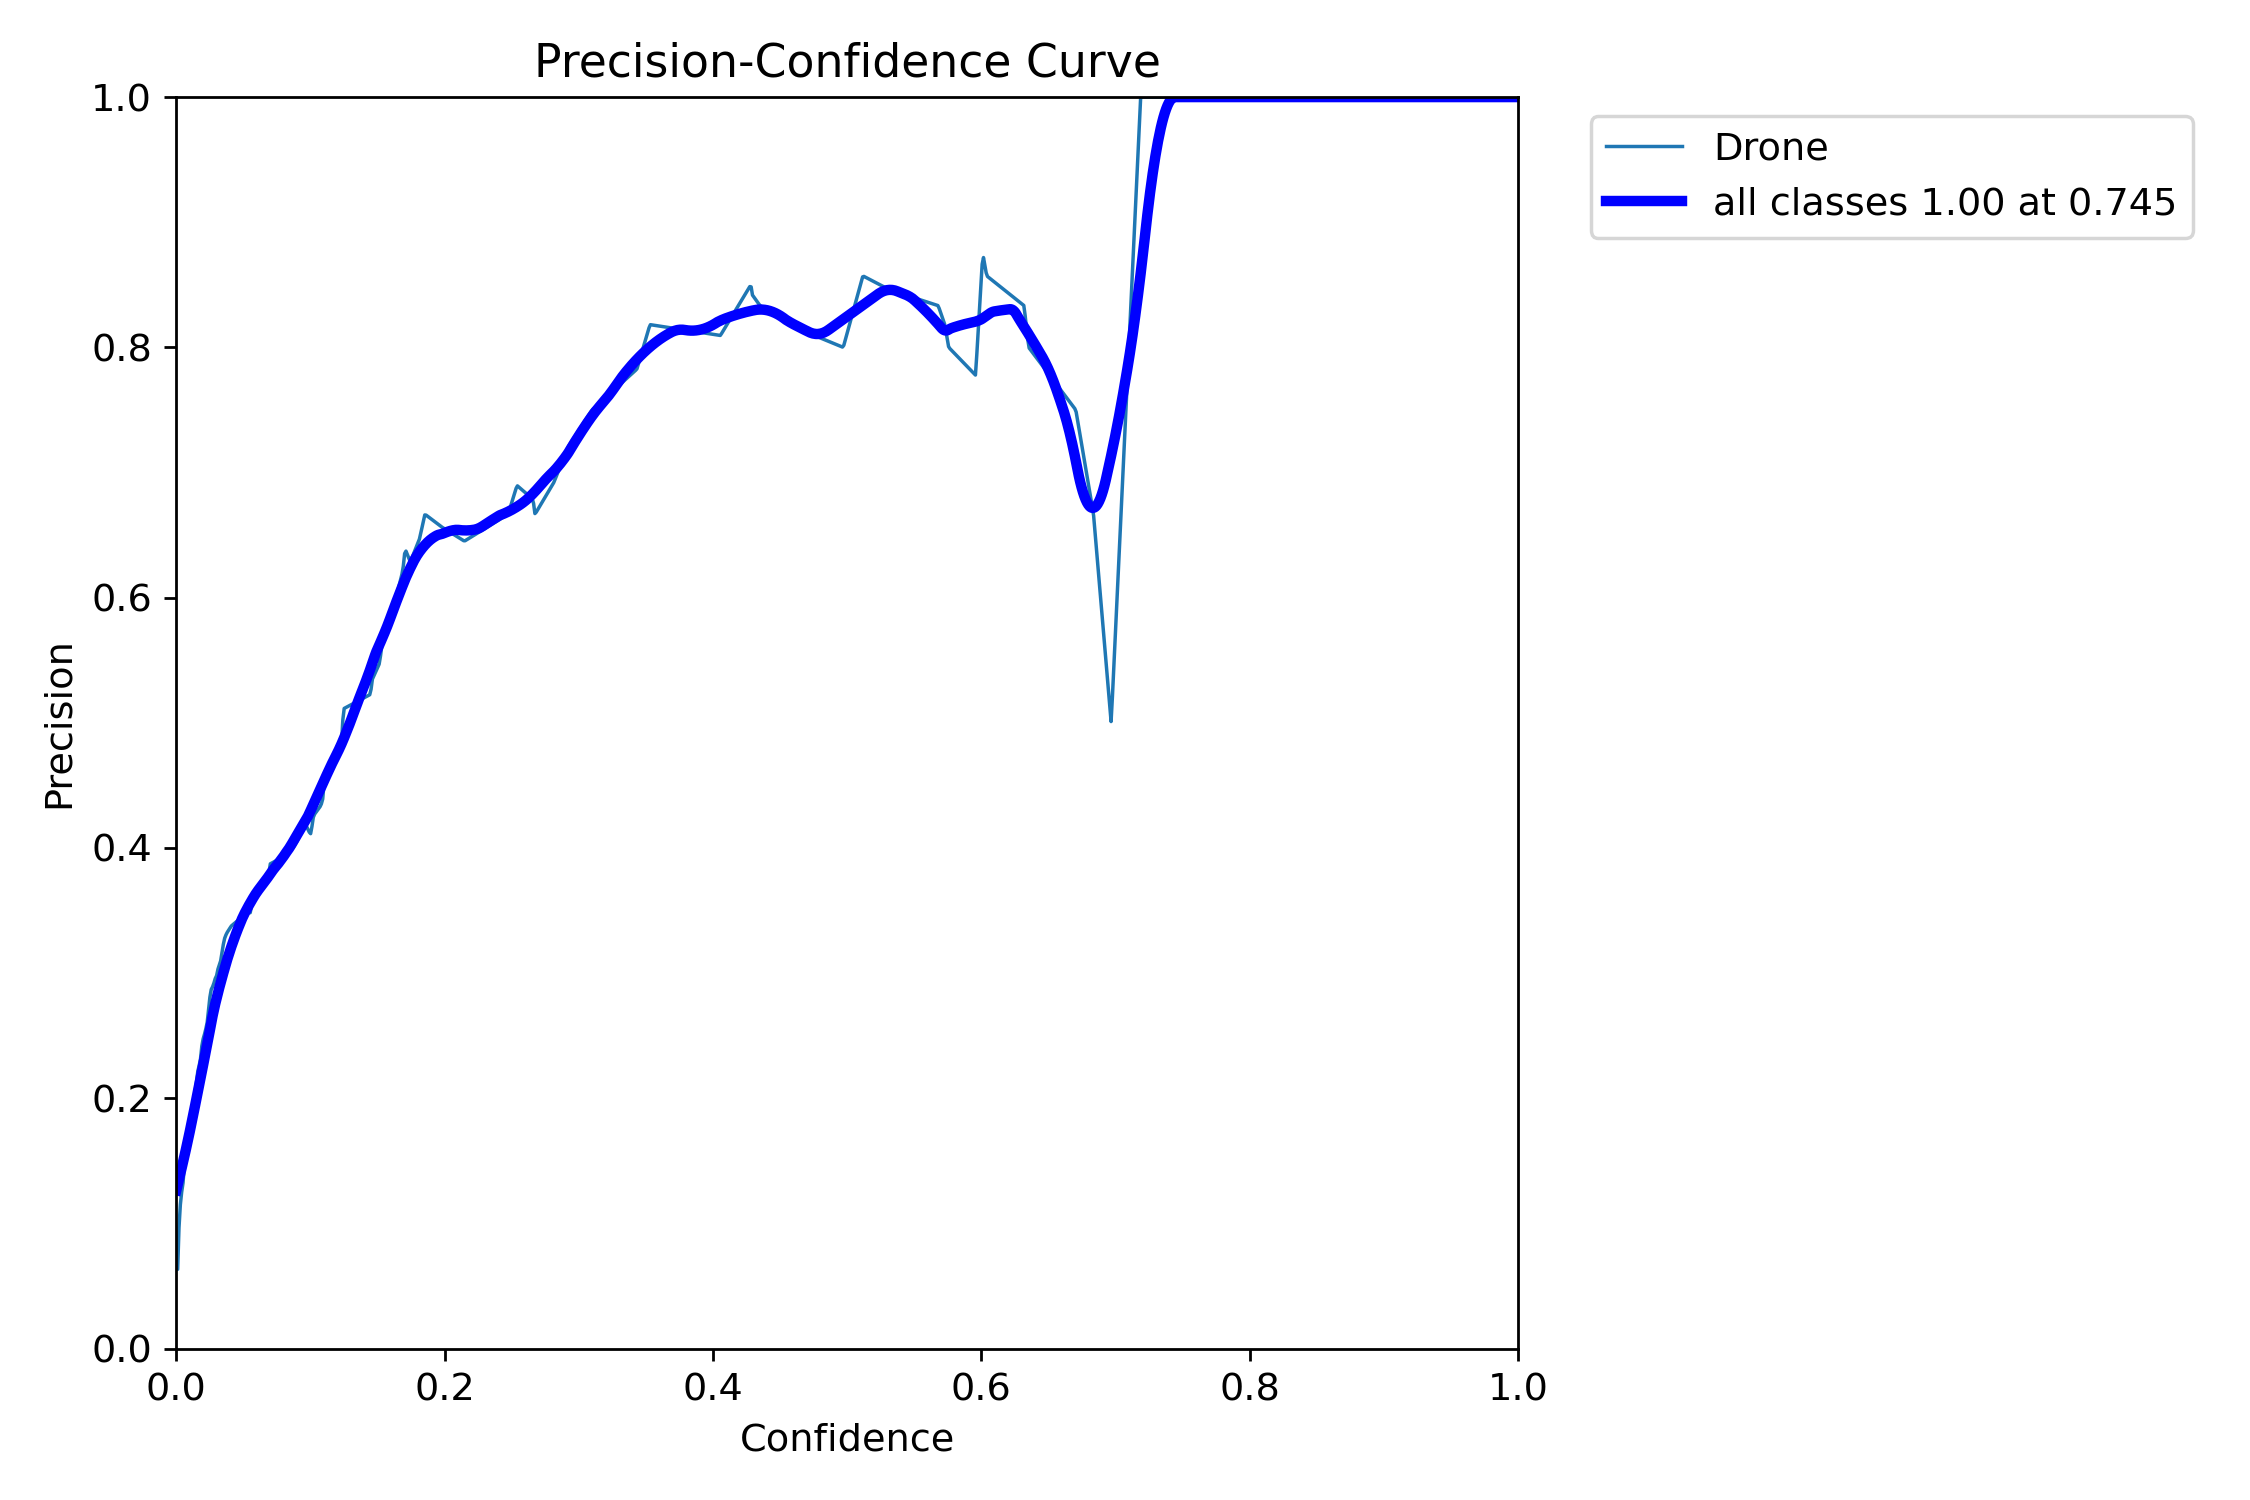 Precision-Confidence Curve
1.0
0.8
0.6
0.4
0.2
0.0
Precision
0.0 0.2 0.4 0.6 0.8 1.0
Confidence
Drone
all classes 1.00 at 0.745